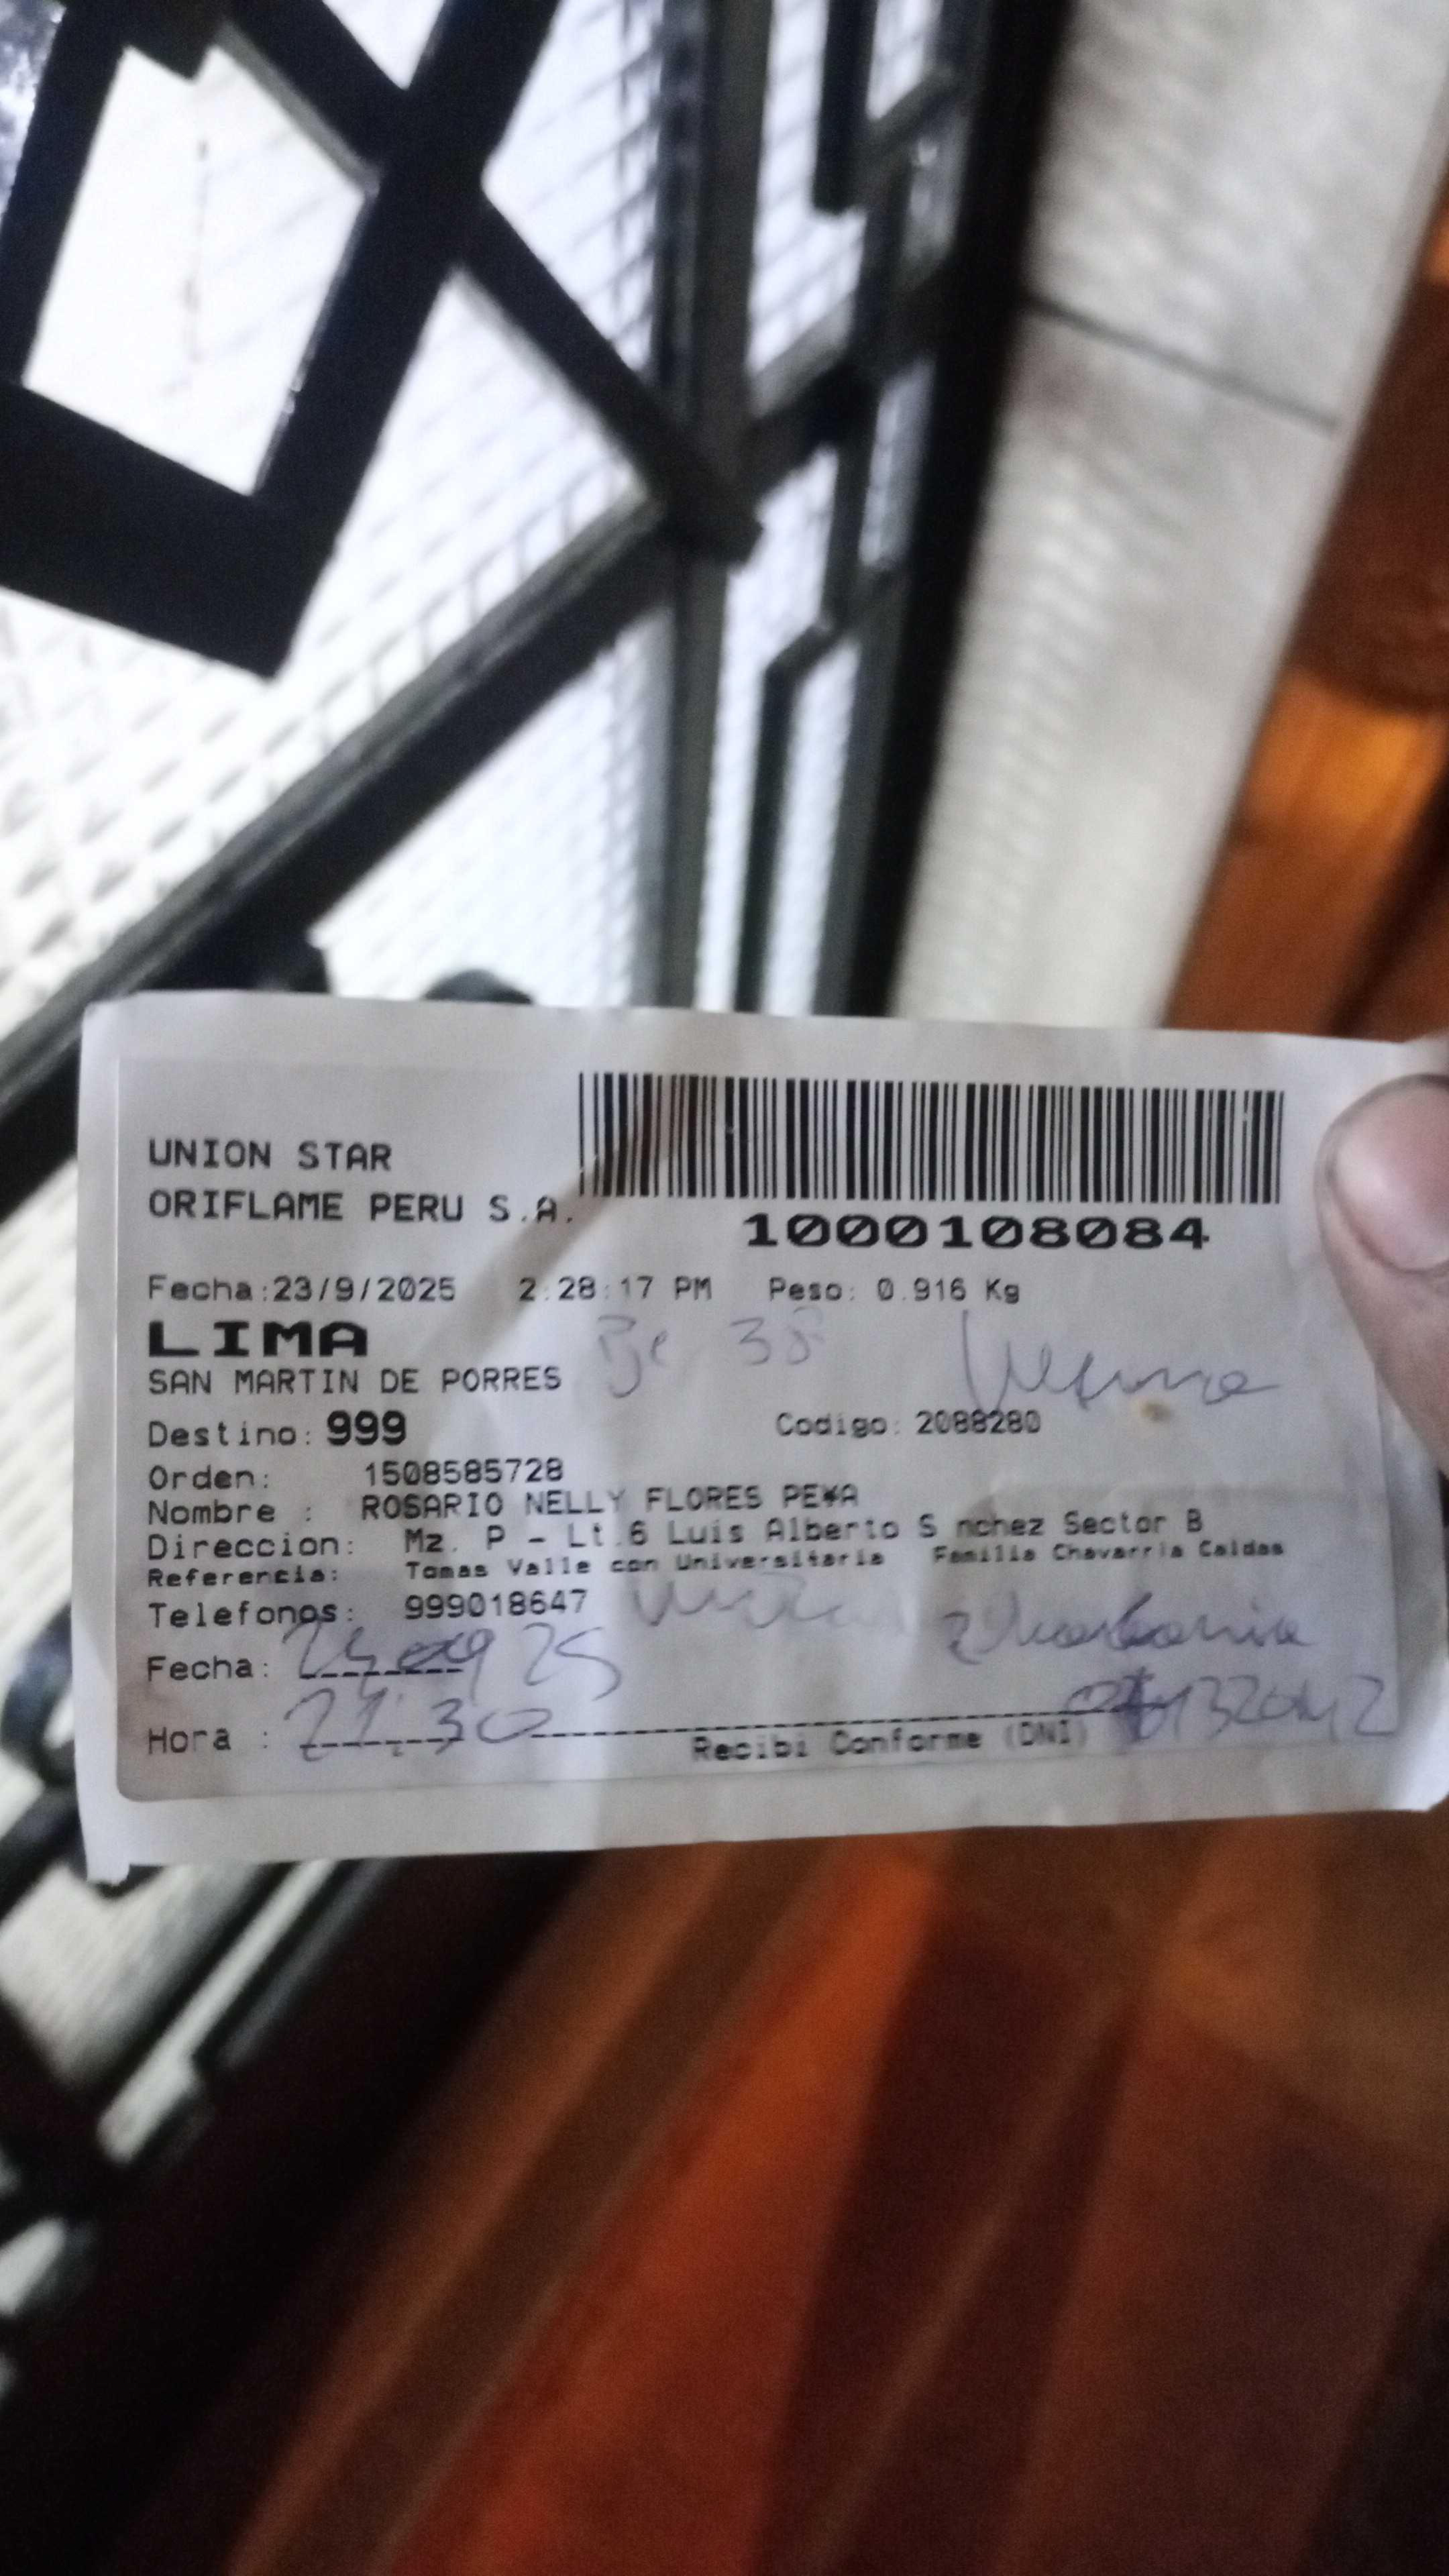 UNION STAR
ORIFLAME PERU S.A.
1000108084
Fecha:23/9/2025 2:28:17 PM Peso: 0.916 Kg
LIMA
38
SAN MARTIN DE PORRES
Destino: 999 Codigo: 2088280
Orden: 1508585728
Nombre : ROSARIO NELLY FLORES PE¥A
Direccion: Mz. P - Lt.6 Luis Alberto S nchez Sector B
Referencia: Tomas Valle con Universitaria Familia Chavarria Caldas
Telefonos: 999018647
Fecha: 25
Hora : 21:30
Recibi Conforme (DNI)